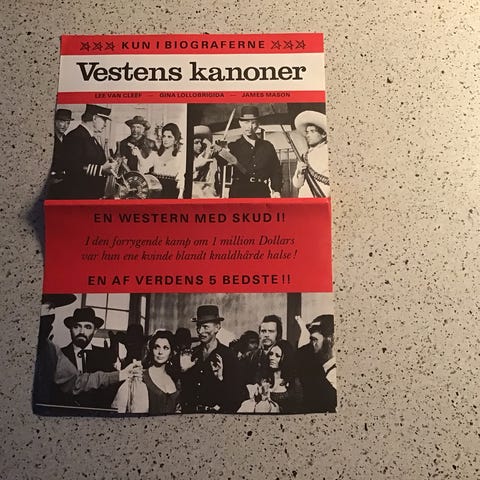 ☆☆☆ KUN I BIOGRAFERNE ☆☆☆
Vestens kanoner
LEE VAN CLEEF — GINA LOLLOBRIGIDA — JAMES MASON
EN WESTERN MED SKUD I!
I den forrygende kamp om 1 million Dollars
var hun ene kvinde blandt knaldhårde halse!
EN AF VERDENS 5 BEDSTE!!